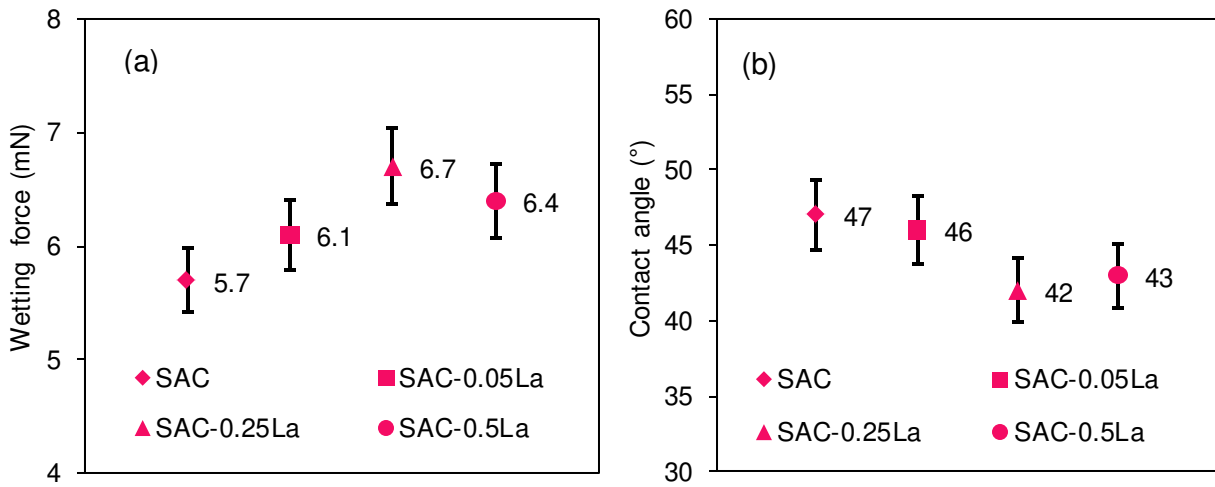 (a)
Wetting force (mN)
8
7
6
5
4
5.7
6.1
6.7
6.4
SAC
SAC-0.05La
SAC-0.25La
SAC-0.5La
(b)
Contact angle (°)
60
55
50
45
40
35
30
47
46
42
43
SAC
SAC-0.05La
SAC-0.25La
SAC-0.5La